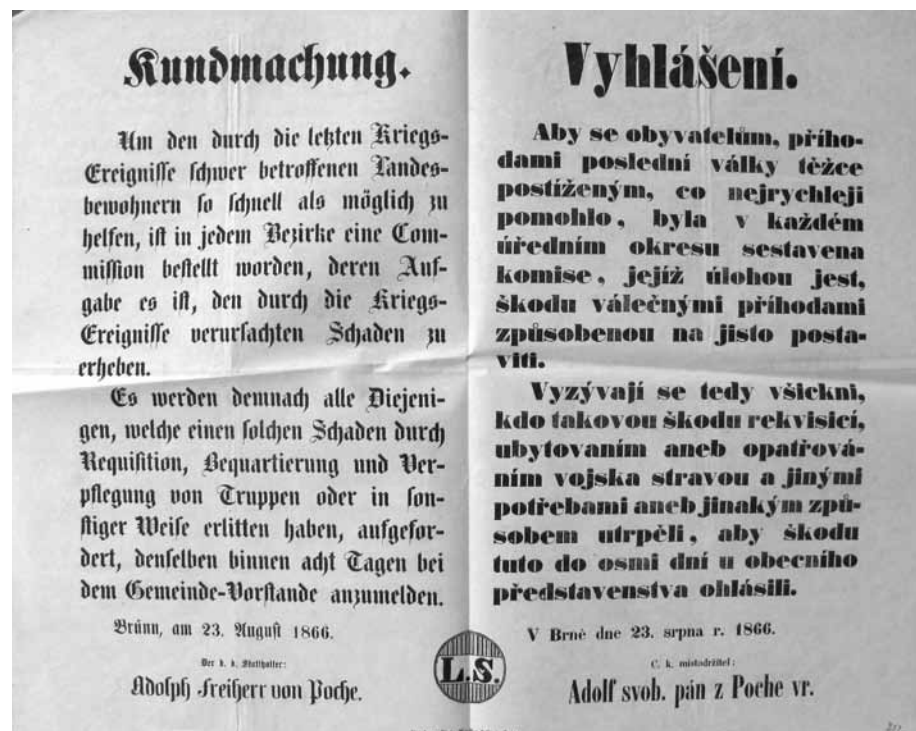 Kundmachung.
Um den durch die letzten Kriegs-
Ereignisse schwer betroffenen Landes-
bewohnern so schnell als möglich zu
helfen, ist in jedem Bezirke eine Com-
mission bestellt worden, deren Auf-
gabe es ist, den durch die Kriegs-
Ereignisse verursachten Schaden zu
erheben.
Es werden demnach alle Diejeni-
gen, welche einen solchen Schaden durch
Requisition, Bequartierung und Ver-
pflegung von Truppen oder in son-
stiger Weise erlitten haben, aufgefor-
dert, denselben binnen acht Tagen bei
dem Gemeinde-Vorstande anzumelden.
Brünn, am 23. August 1866.
Der k. k. Statthalter:
Adolph Freiherr von Poche.
L.S.
Vyhlášení.
Aby se obyvatelům, přího-
dami poslední války těžce
postíženým, co nejrychleji
pomohlo, byla v každém
úředním okresu sestavena
komise, jejíž úlohou jest,
škodu válečnými příhodami
způsobenou na jisto posta-
viti.
Vyzývají se tedy všickni,
kdo takovou škodu rekvisicí,
ubytovaním aneb opatřová-
ním vojska stravou a jinými
potřebami aneb jinakým způ-
sobem utrpěli, aby škodu
tuto do osmi dní u obecního
představenstva ohlásili.
V Brně dne 23. srpna r. 1866.
C. k. místodržitel:
Adolf svob. pán z Poche vr.